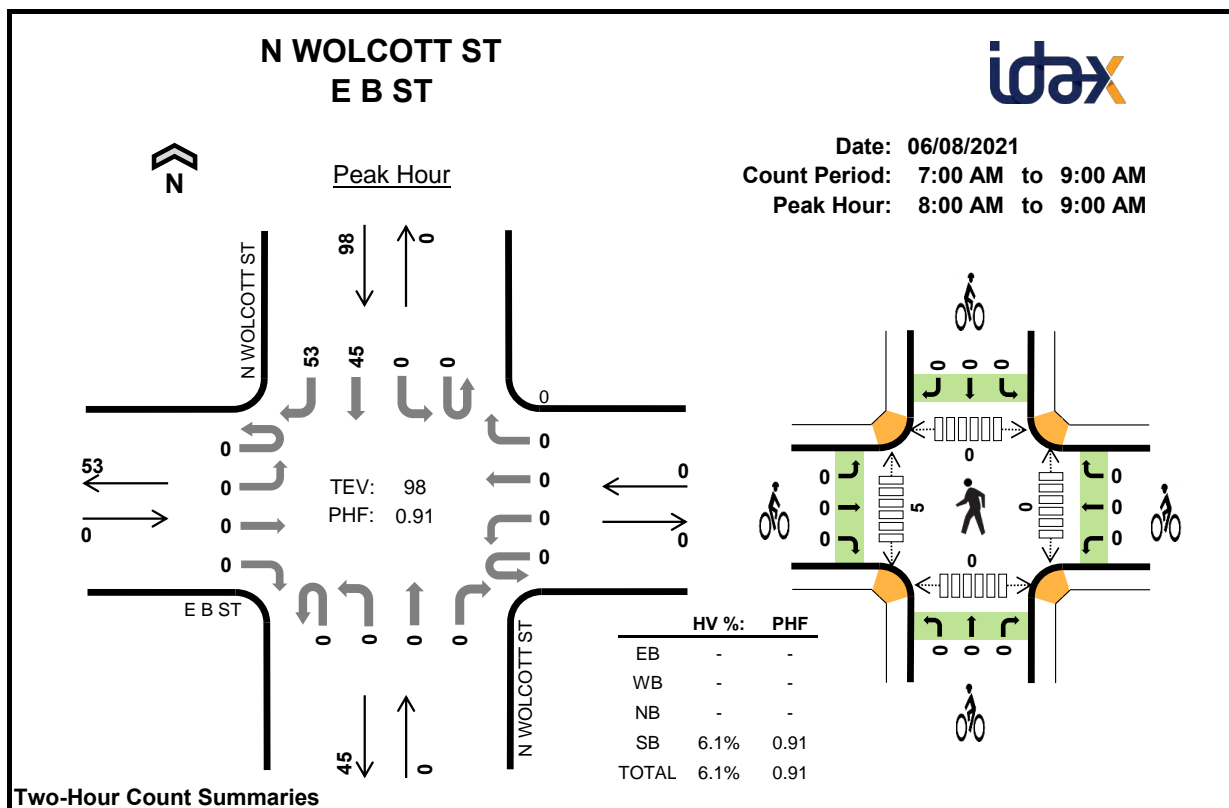 N WOLCOTT ST
E B ST
idax
Date: 06/08/2021
Count Period: 7:00 AM to 9:00 AM
Peak Hour: 8:00 AM to 9:00 AM
N
Peak Hour
N WOLCOTT ST
98
0
53
45
0
0
0
0
0
0
0
0
0
0
0
53
0
TEV: 98
PHF: 0.91
0
0
E B ST
0
0
0
0
45
0
N WOLCOTT ST
HV %: PHF
EB - -
WB - -
NB - -
SB 6.1% 0.91
TOTAL 6.1% 0.91
0 0 0
0
0
0
0
5
0
0
0
0
0
0 0 0
Two-Hour Count Summaries